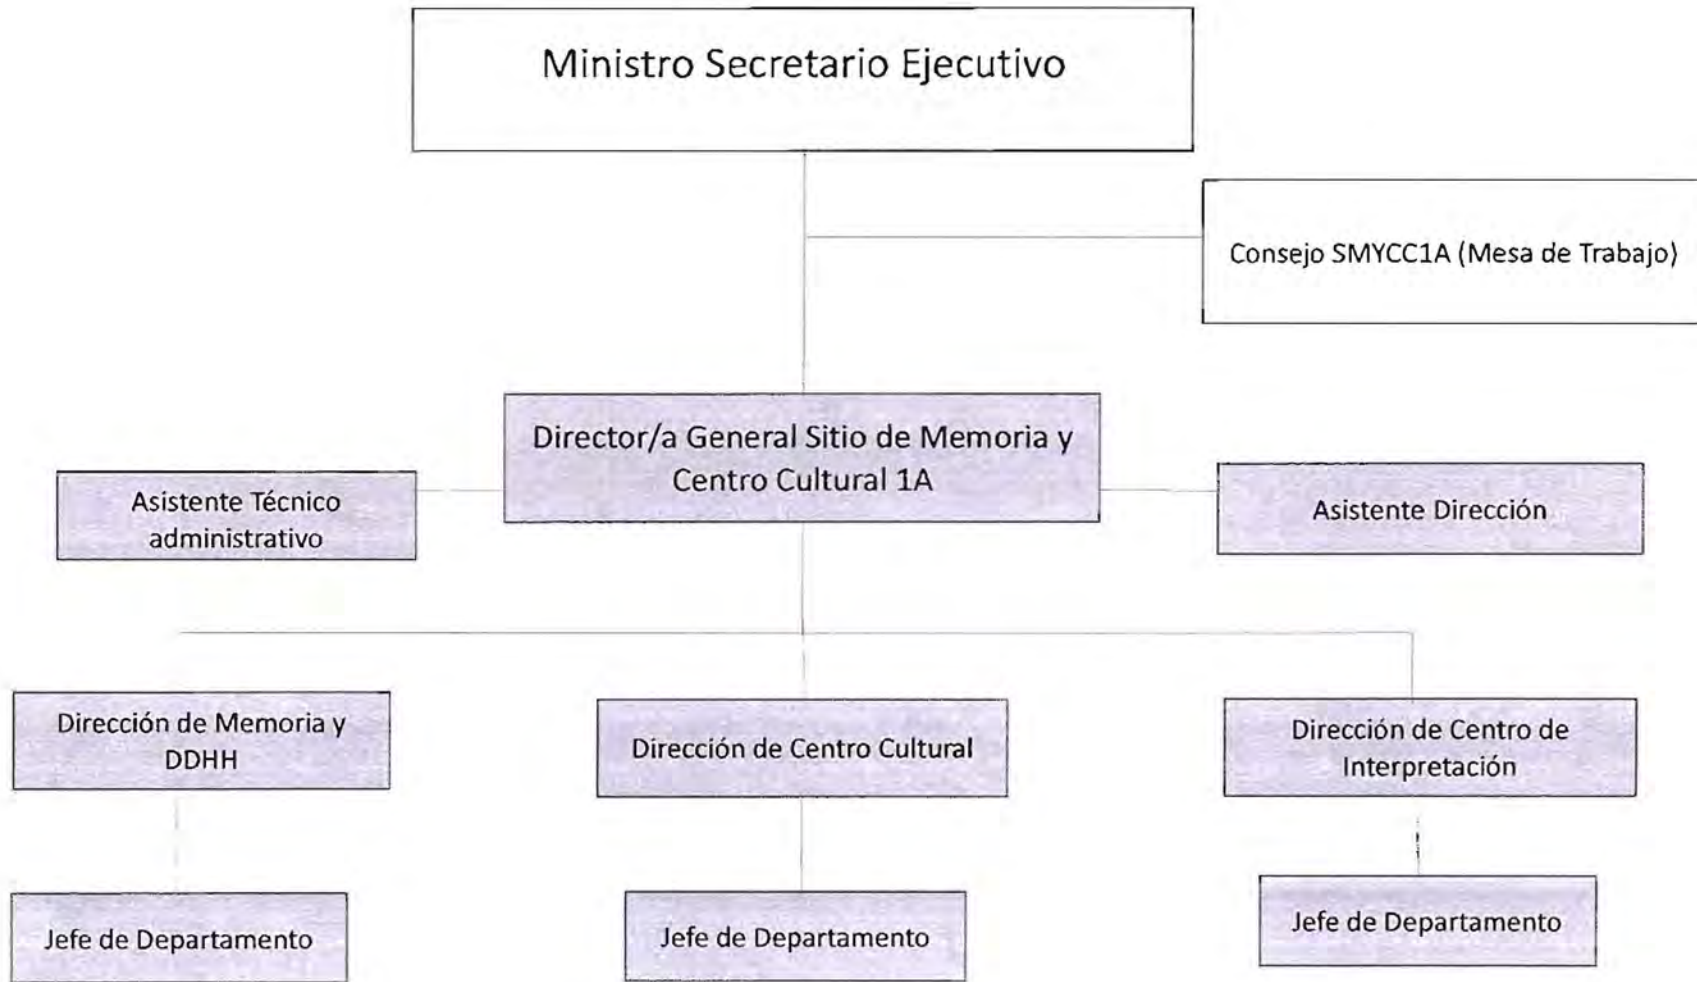 Ministro Secretario Ejecutivo
Consejo SMYCC1A (Mesa de Trabajo)
Director/a General Sitio de Memoria y
Centro Cultural 1A
Asistente Técnico
administrativo
Asistente Dirección
Dirección de Memoria y
DDHH
Dirección de Centro Cultural
Dirección de Centro de
Interpretación
Jefe de Departamento
Jefe de Departamento
Jefe de Departamento